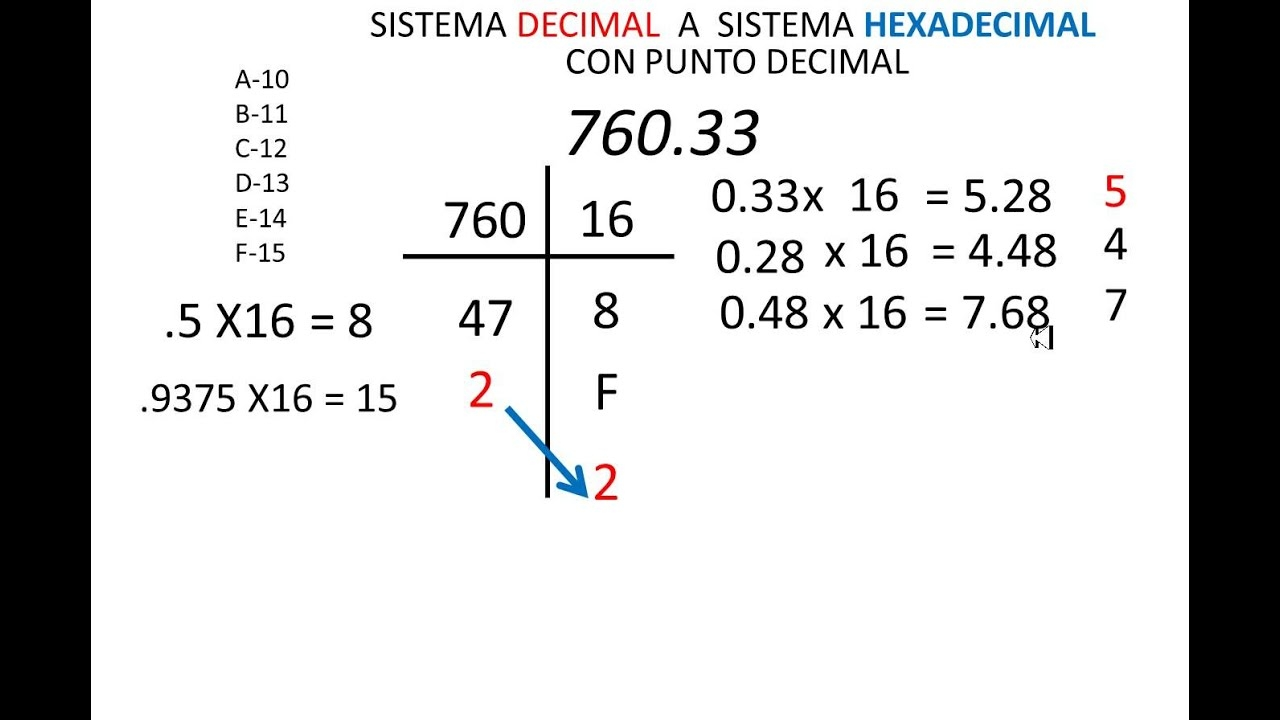 SISTEMA DECIMAL A SISTEMA HEXADECIMAL
CON PUNTO DECIMAL
A-10
B-11
C-12
D-13
E-14
F-15
760.33
760 16
47 8
2 F
2
.5 X16 = 8
.9375 X16 = 15
0.33x 16 = 5.28 5
0.28 x 16 = 4.48 4
0.48 x 16 = 7.68 7